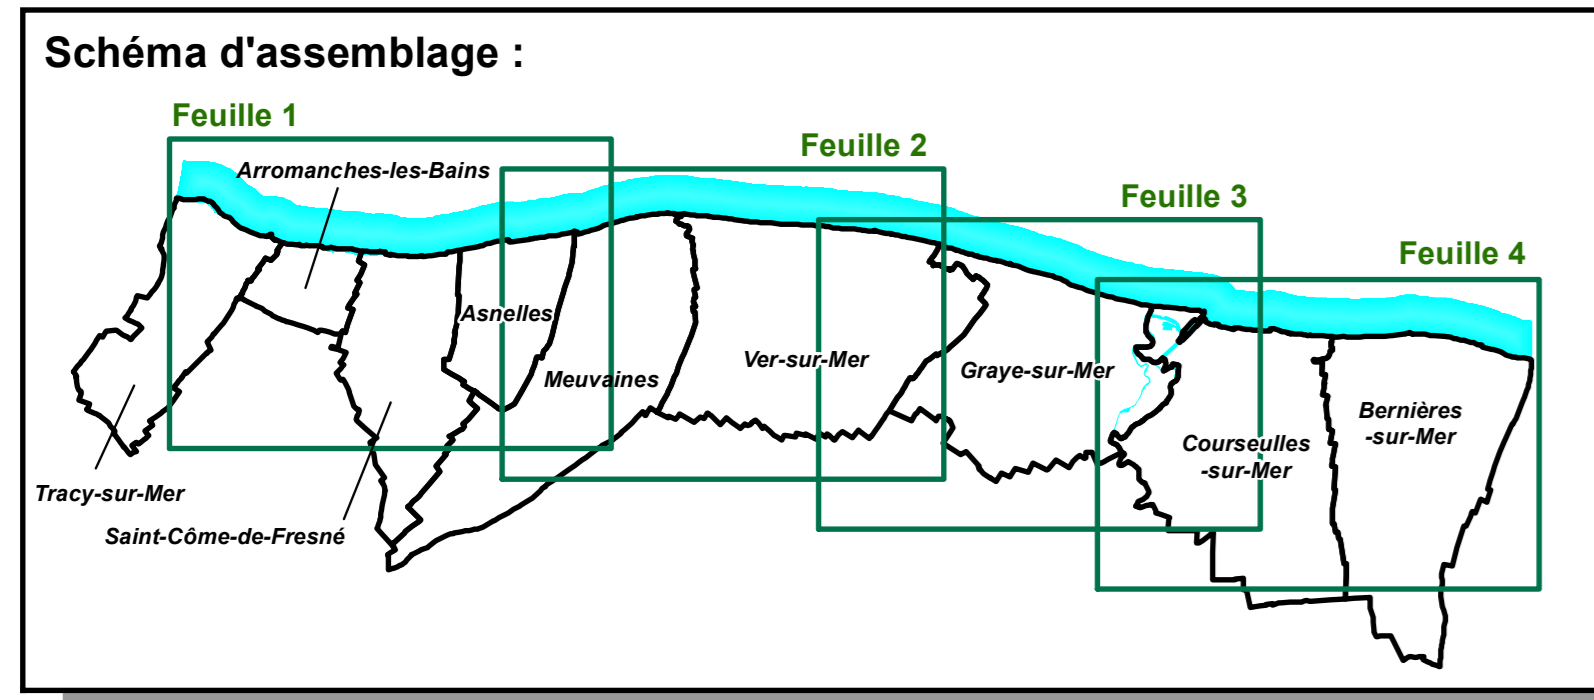 Schéma d'assemblage :
Feuille 1
Feuille 2
Feuille 3
Feuille 4
Arromanches-les-Bains
Asnelles
Meuvaines
Ver-sur-Mer
Graye-sur-Mer
Bernières
-sur-Mer
Courseulles
-sur-Mer
Tracy-sur-Mer
Saint-Côme-de-Fresné